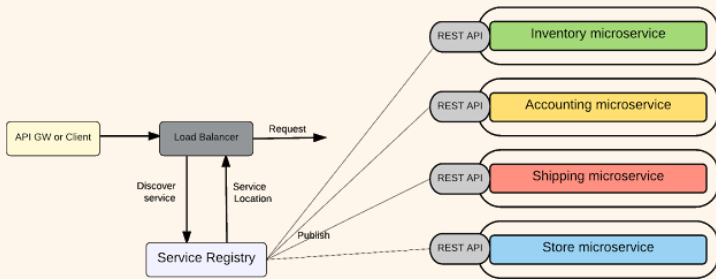 REST API
Inventory microservice
REST API
Accounting microservice
API GW or Client
Load Balancer
Request
REST API
Shipping microservice
Discover
service
Service
Location
Publish
REST API
Store microservice
Service Registry